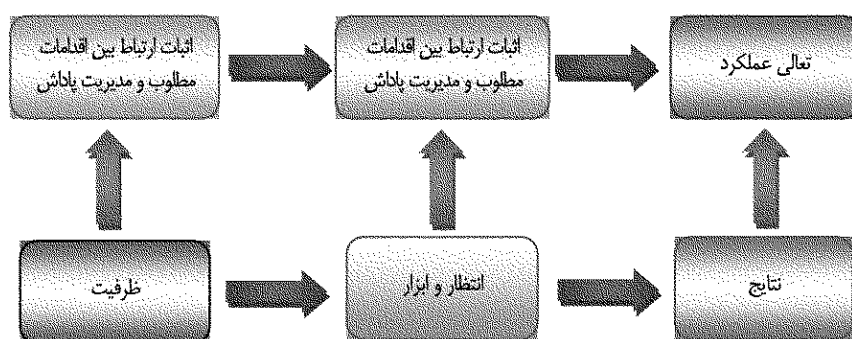 اثبات ارتباط بین اقدامات
مطلوب و مدیریت پاداش
اثبات ارتباط بین اقدامات
مطلوب و مدیریت پاداش
تعالی عملکرد
ظرفیت
انتظار و ابزار
نتایج